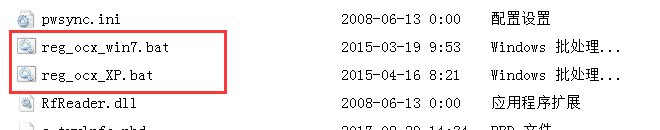 pwsync.ini 2008-06-13 0:00 配置设置
reg_ocx_win7.bat 2015-03-19 9:53 Windows 批处理...
reg_ocx_XP.bat 2015-04-16 8:21 Windows 批处理...
RfReader.dll 2008-06-13 0:00 应用程序扩展